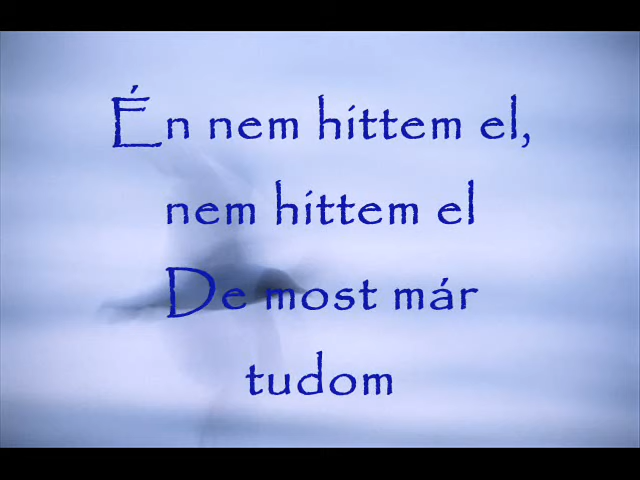 Én nem hittem el,
nem hittem el
De most már
tudom